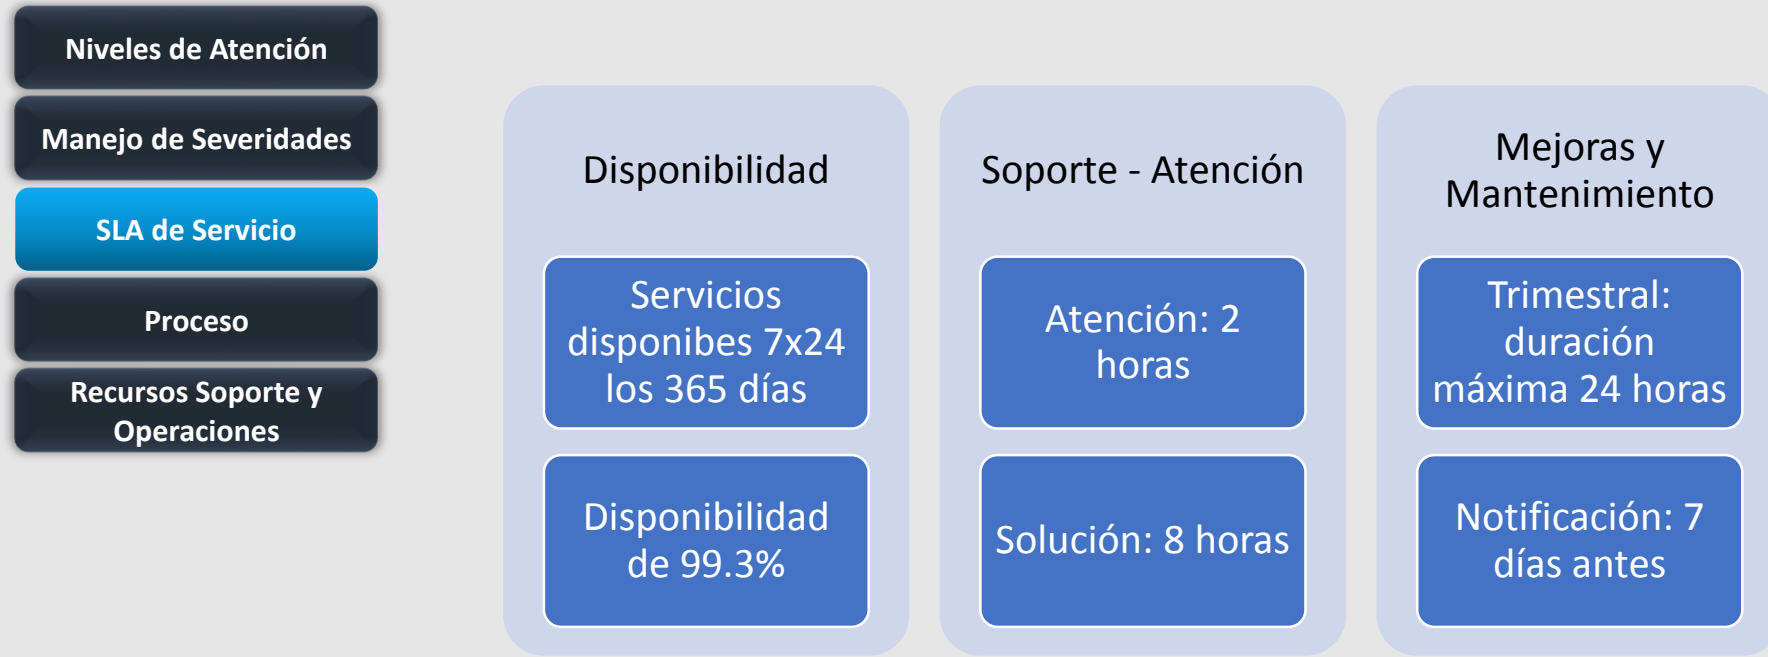 Niveles de Atención
Manejo de Severidades
SLA de Servicio
Proceso
Recursos Soporte y
Operaciones
Disponibilidad
Servicios
disponibes 7x24
los 365 días
Disponibilidad
de 99.3%
Soporte - Atención
Atención: 2
horas
Solución: 8 horas
Mejoras y
Mantenimiento
Trimestral:
duración
máxima 24 horas
Notificación: 7
días antes